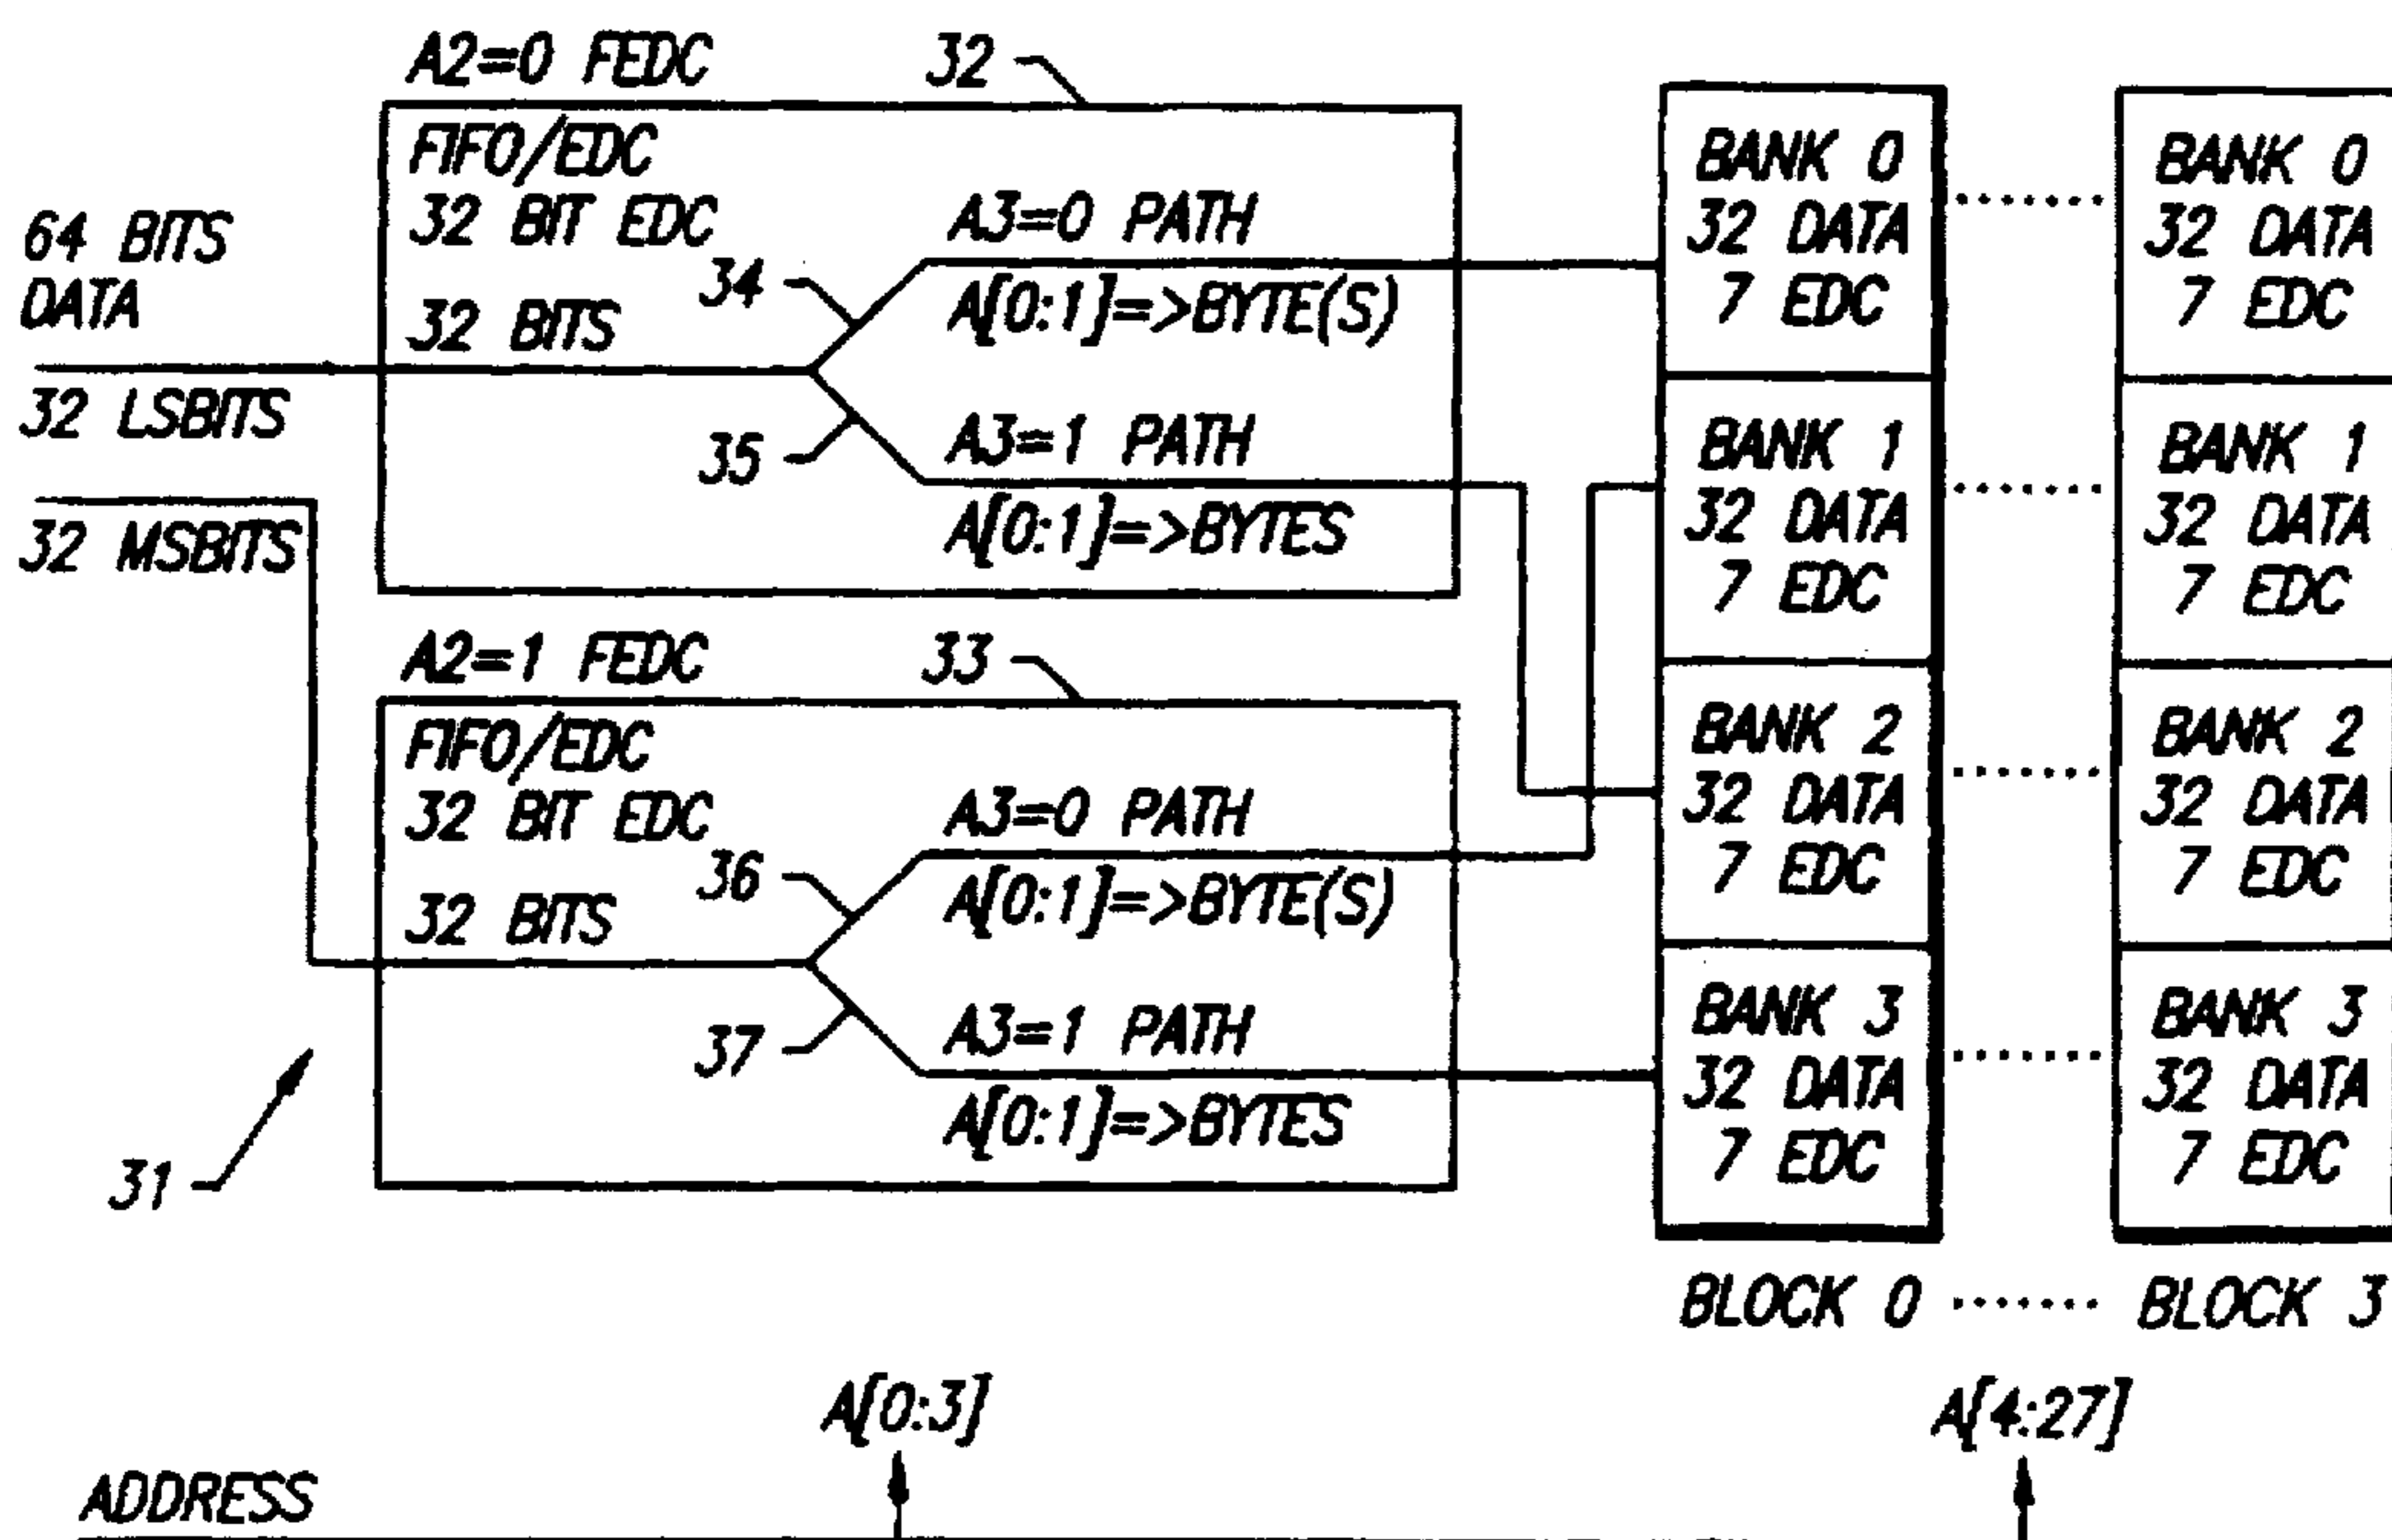 A2=0 FEDC
32
FIFO/EDC
32 BIT EDC
64 BITS
DATA
34
A3=0 PATH
A[0:1]=>BYTE(S)
32 BITS
32 LSBITS
35
A3=1 PATH
A[0:1]=>BYTES
32 MSBITS
A2=1 FEDC
33
FIFO/EDC
32 BIT EDC
36
A3=0 PATH
A[0:1]=>BYTE(S)
32 BITS
37
A3=1 PATH
A[0:1]=>BYTES
31
BANK 0
32 DATA
7 EDC
BANK 1
32 DATA
7 EDC
BANK 2
32 DATA
7 EDC
BANK 3
32 DATA
7 EDC
BANK 0
32 DATA
7 EDC
BANK 1
32 DATA
7 EDC
BANK 2
32 DATA
7 EDC
BANK 3
32 DATA
7 EDC
BLOCK 0 ....... BLOCK 3
A[0:3]
A[4:27]
ADDRESS